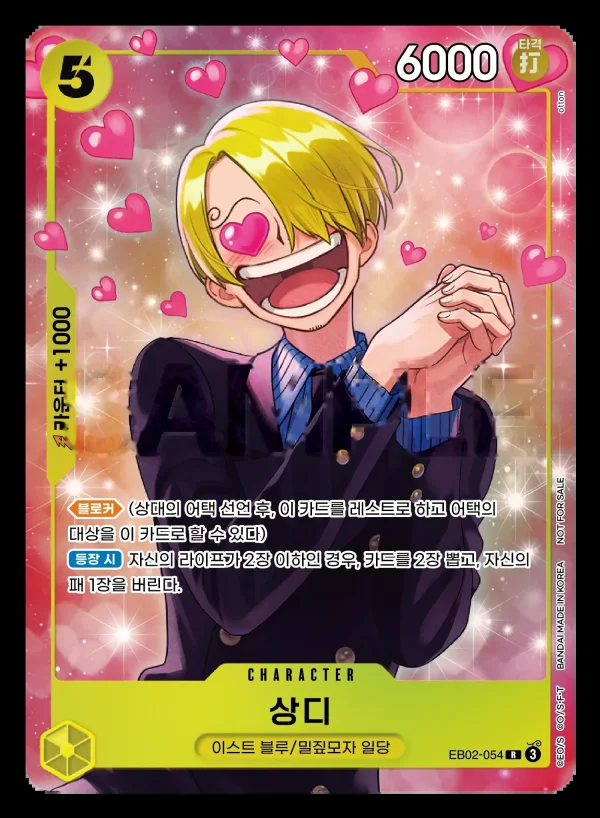 5
6000
타격
打
otton
카운터 +1000
SAMPLE
블로커 (상대의 어택 선언 후, 이 카드를 레스트로 하고 어택의
대상을 이 카드로 할 수 있다)
등장 시 자신의 라이프가 2장 이하인 경우, 카드를 2장 뽑고, 자신의
패 1장을 버린다.
CHARACTER
상디
이스트 블루/밀짚모자 일당
EB02-054 R 3
©EO/S ©O/S·F·T BANDAI MADE IN KOREA NOT FOR SALE